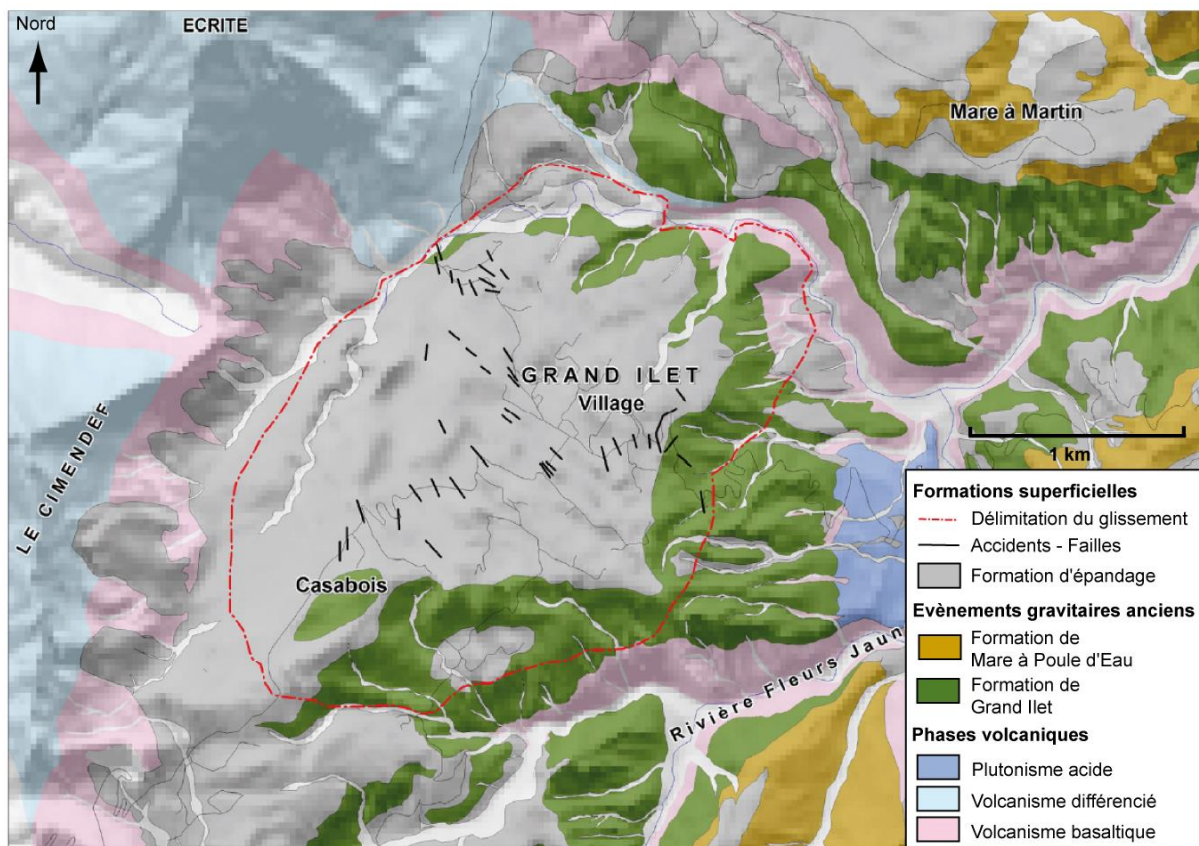 Nord
ECRITE
Mare à Martin
GRAND ILET
Village
1 km
LE CIMENDEF
Casabois
Rivière Fleurs Jaun
Formations superficielles
Délimitation du glissement
Accidents - Failles
Formation d'épandage
Evènements gravitaires anciens
Formation de
Mare à Poule d'Eau
Formation de
Grand Ilet
Phases volcaniques
Plutonisme acide
Volcanisme différencié
Volcanisme basaltique